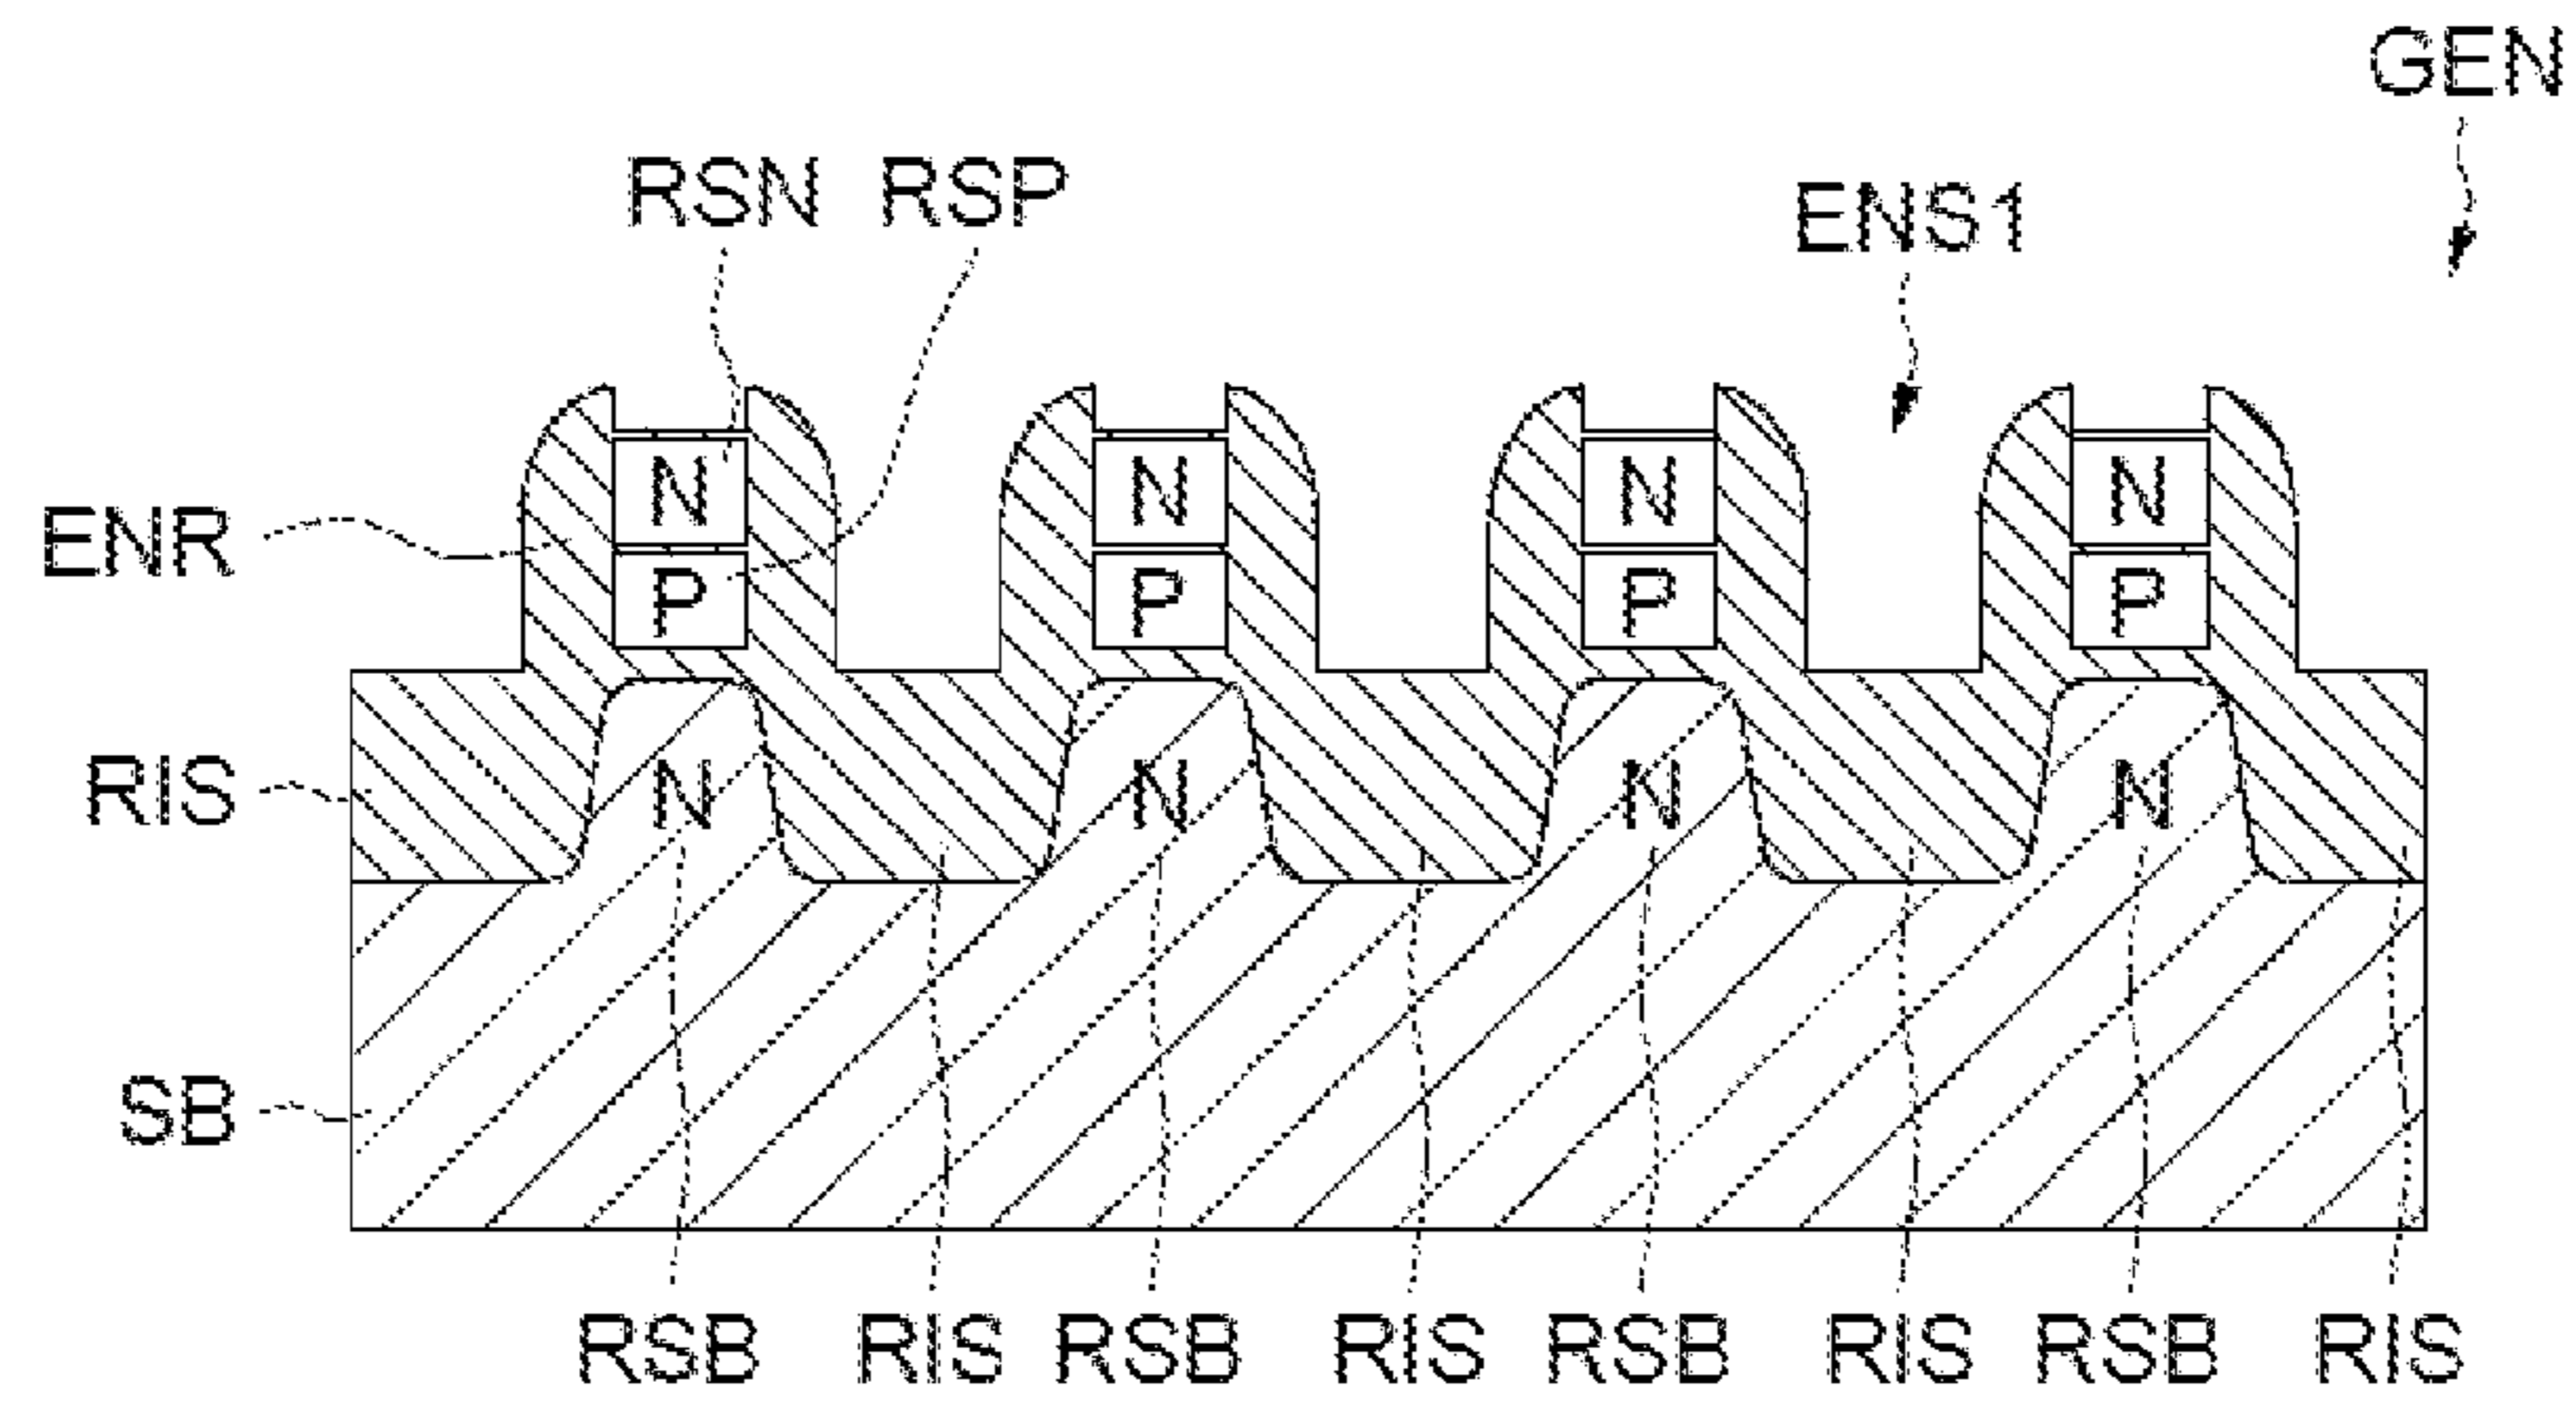 GEN
RSN RSP
ENS1
N N N N
ENR
P P P P
RIS
N N N N
SB
RSB RIS RSB RIS RSB RIS RSB RIS